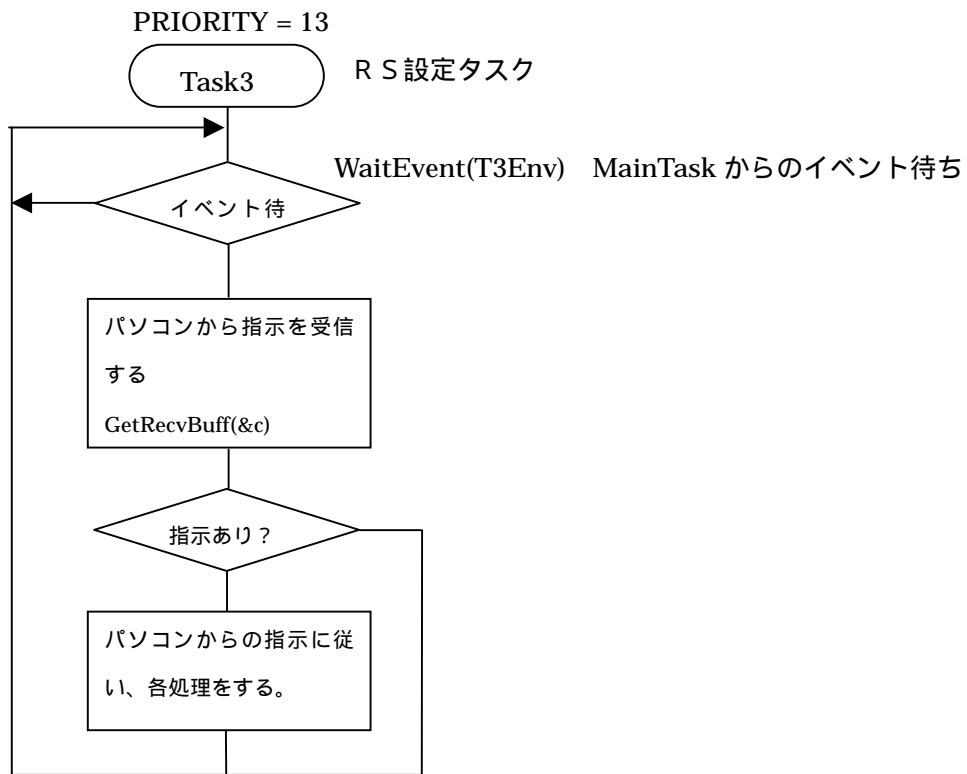 PRIORITY = 13
Task3
ＲＳ設定タスク
WaitEvent(T3Env)　MainTask からのイベント待ち
イベント待
パソコンから指示を受信
する
GetRecvBuff(&c)
指示あり？
パソコンからの指示に従
い、各処理をする。